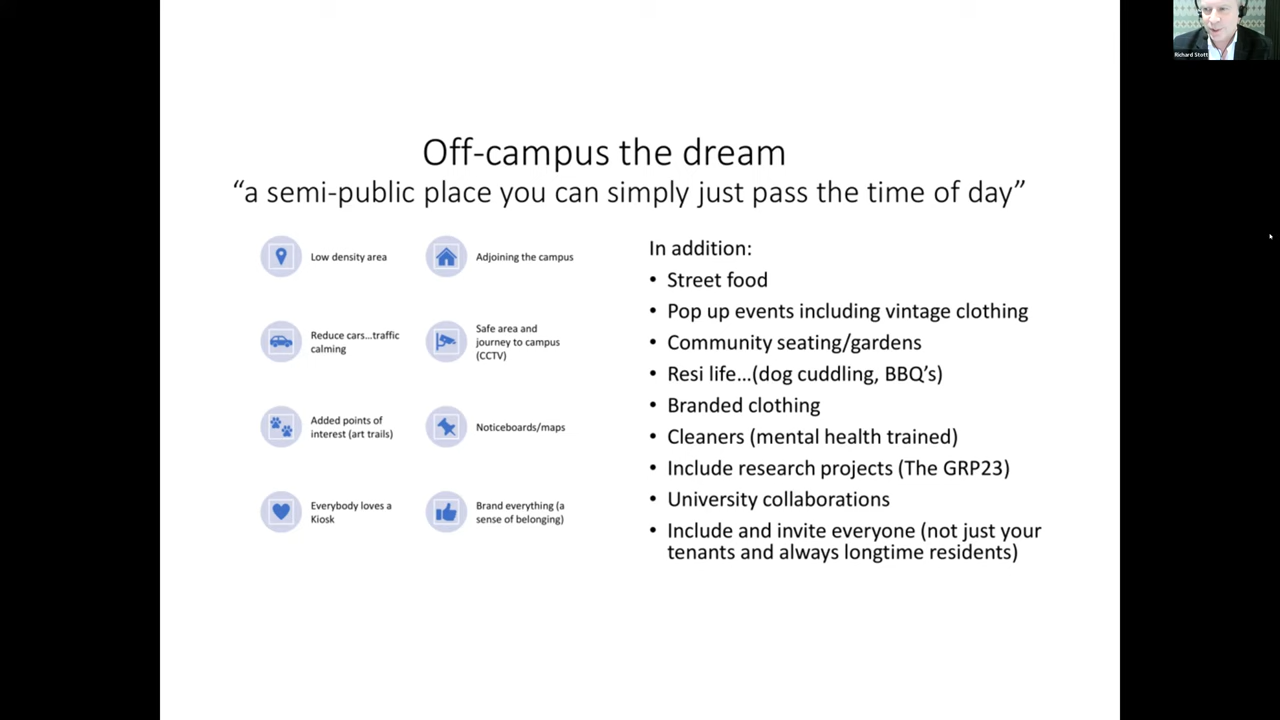 Off-campus the dream
“a semi-public place you can simply just pass the time of day”
Low density area
Adjoining the campus
Reduce cars...traffic
calming
Safe area and
journey to campus
(CCTV)
Added points of
interest (art trails)
Noticeboards/maps
Everybody loves a
Kiosk
Brand everything (a
sense of belonging)
In addition:
• Street food
• Pop up events including vintage clothing
• Community seating/gardens
• Resi life...(dog cuddling, BBQ’s)
• Branded clothing
• Cleaners (mental health trained)
• Include research projects (The GRP23)
• University collaborations
• Include and invite everyone (not just your
tenants and always longtime residents)
Richard Stott